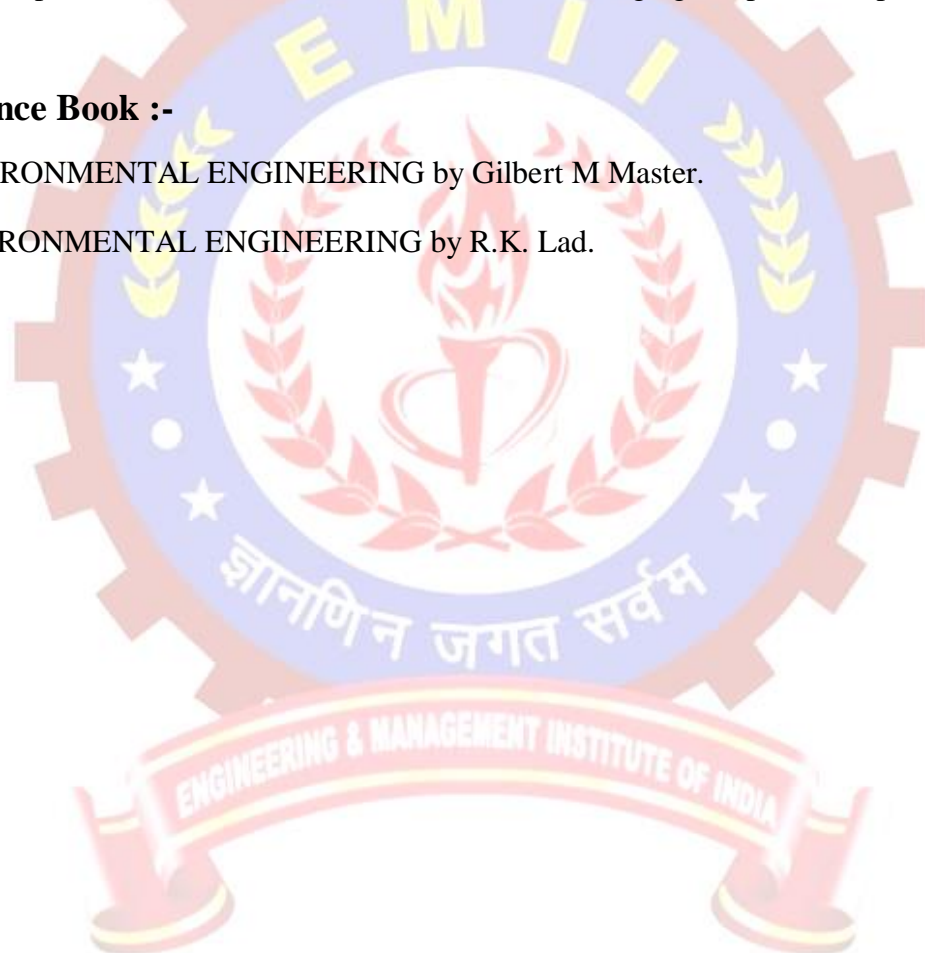 E M I I
nce Book :-
RONMENTAL ENGINEERING by Gilbert M Master.
RONMENTAL ENGINEERING by R.K. Lad.
ज्ञानणिन जगत सर्वम
ENGINEERING & MANAGEMENT INSTITUTE OF INDIA